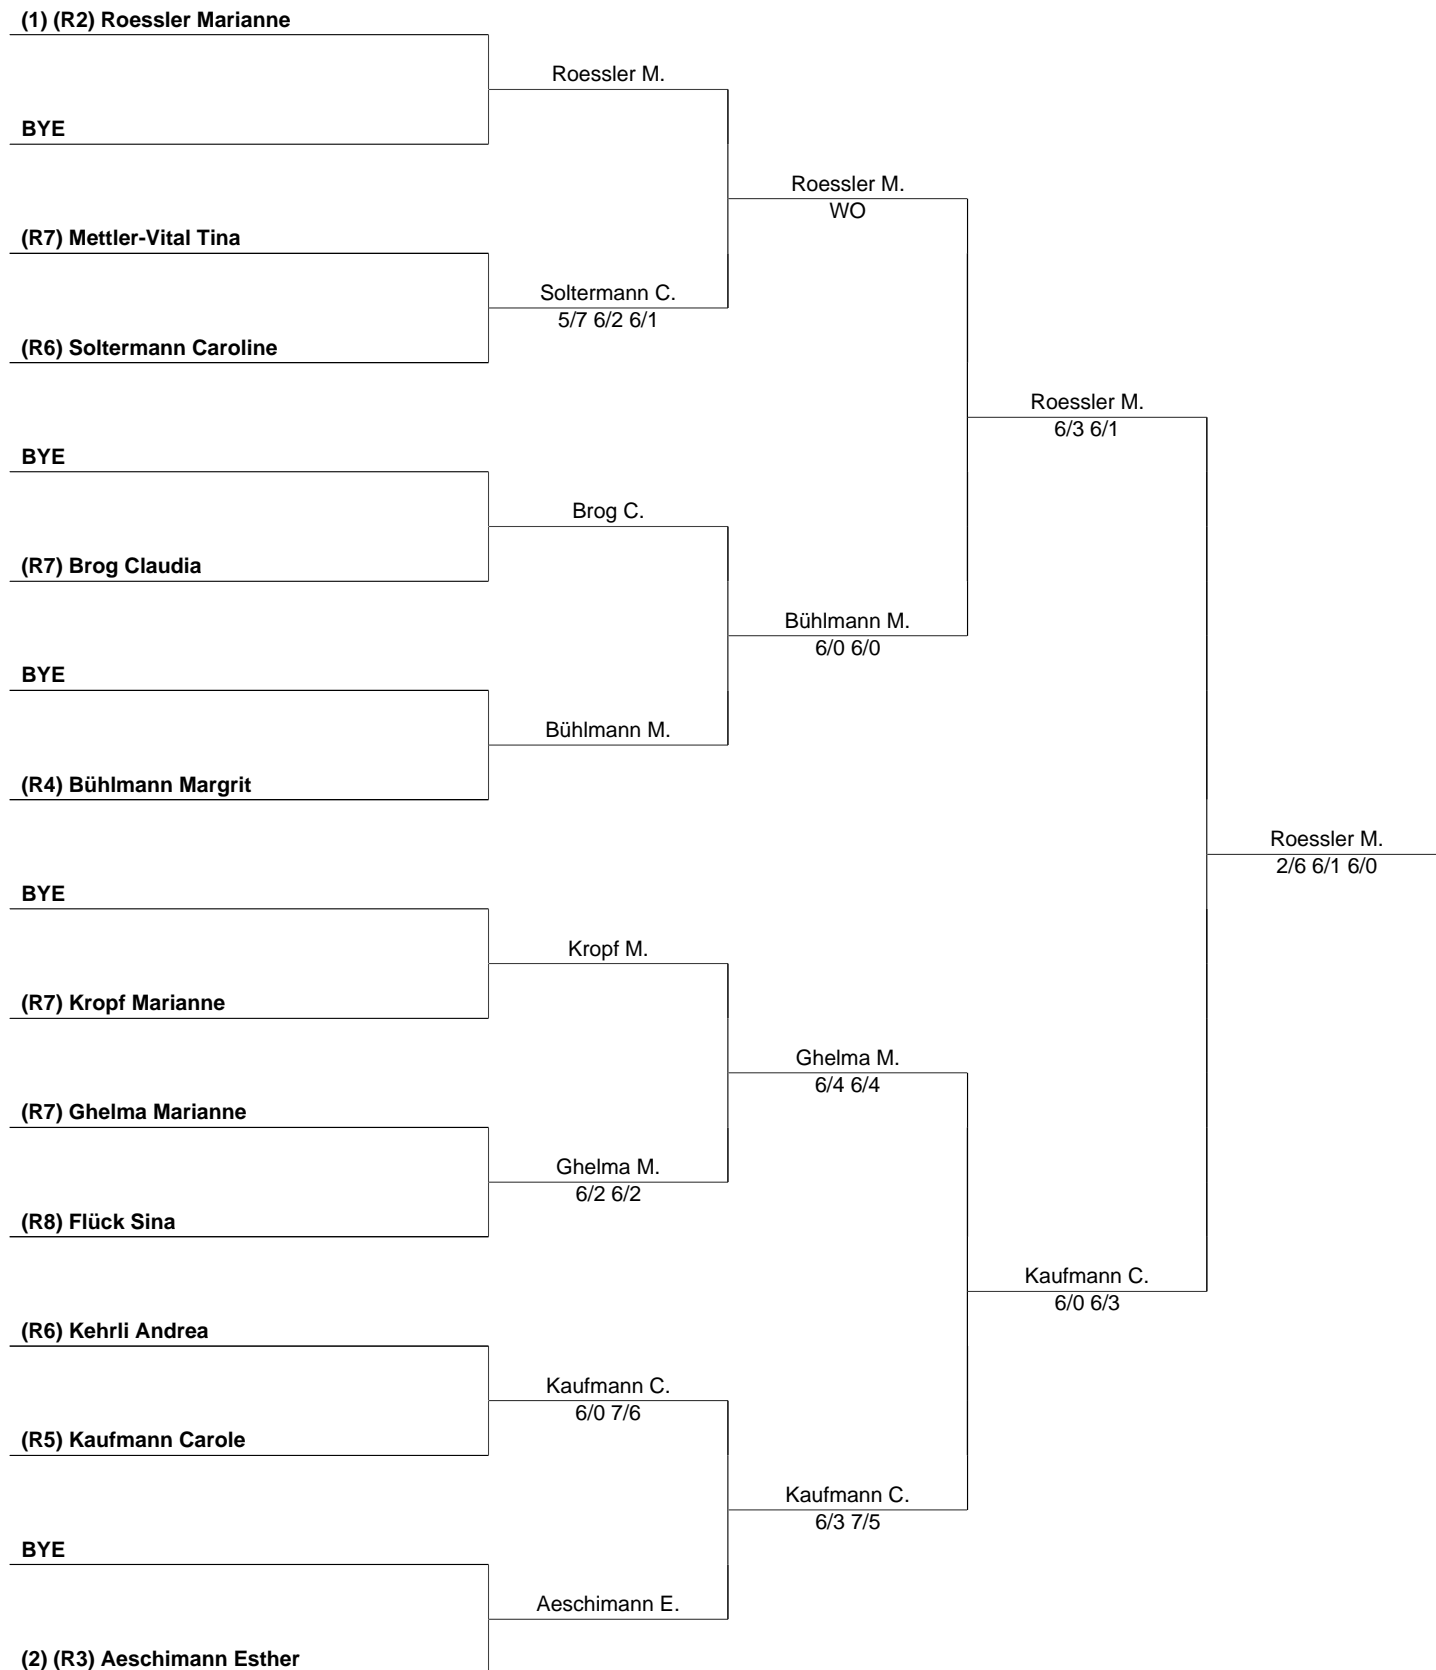 (1) (R2) Roessler Marianne
Roessler M.
BYE
Roessler M.
WO
(R7) Mettler-Vital Tina
Soltermann C.
5/7 6/2 6/1
(R6) Soltermann Caroline
Roessler M.
6/3 6/1
BYE
Brog C.
(R7) Brog Claudia
Bühlmann M.
6/0 6/0
BYE
Bühlmann M.
(R4) Bühlmann Margrit
Roessler M.
2/6 6/1 6/0
BYE
Kropf M.
(R7) Kropf Marianne
Ghelma M.
6/4 6/4
(R7) Ghelma Marianne
Ghelma M.
6/2 6/2
(R8) Flück Sina
Kaufmann C.
6/0 6/3
(R6) Kehrli Andrea
Kaufmann C.
6/0 7/6
(R5) Kaufmann Carole
Kaufmann C.
6/3 7/5
BYE
Aeschimann E.
(2) (R3) Aeschimann Esther